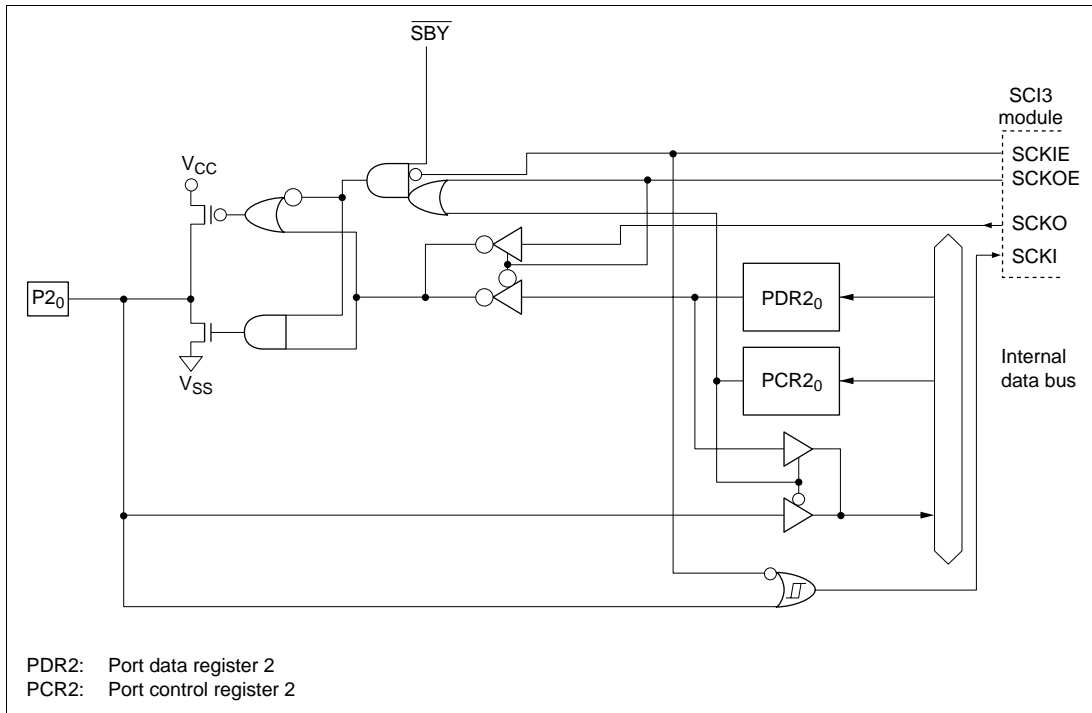 SBY
SCI3
module
SCKIE
VCC
SCKOE
SCKO
SCKI
P20
PDR20
PCR20
Internal
data bus
VSS
PDR2: Port data register 2
PCR2: Port control register 2